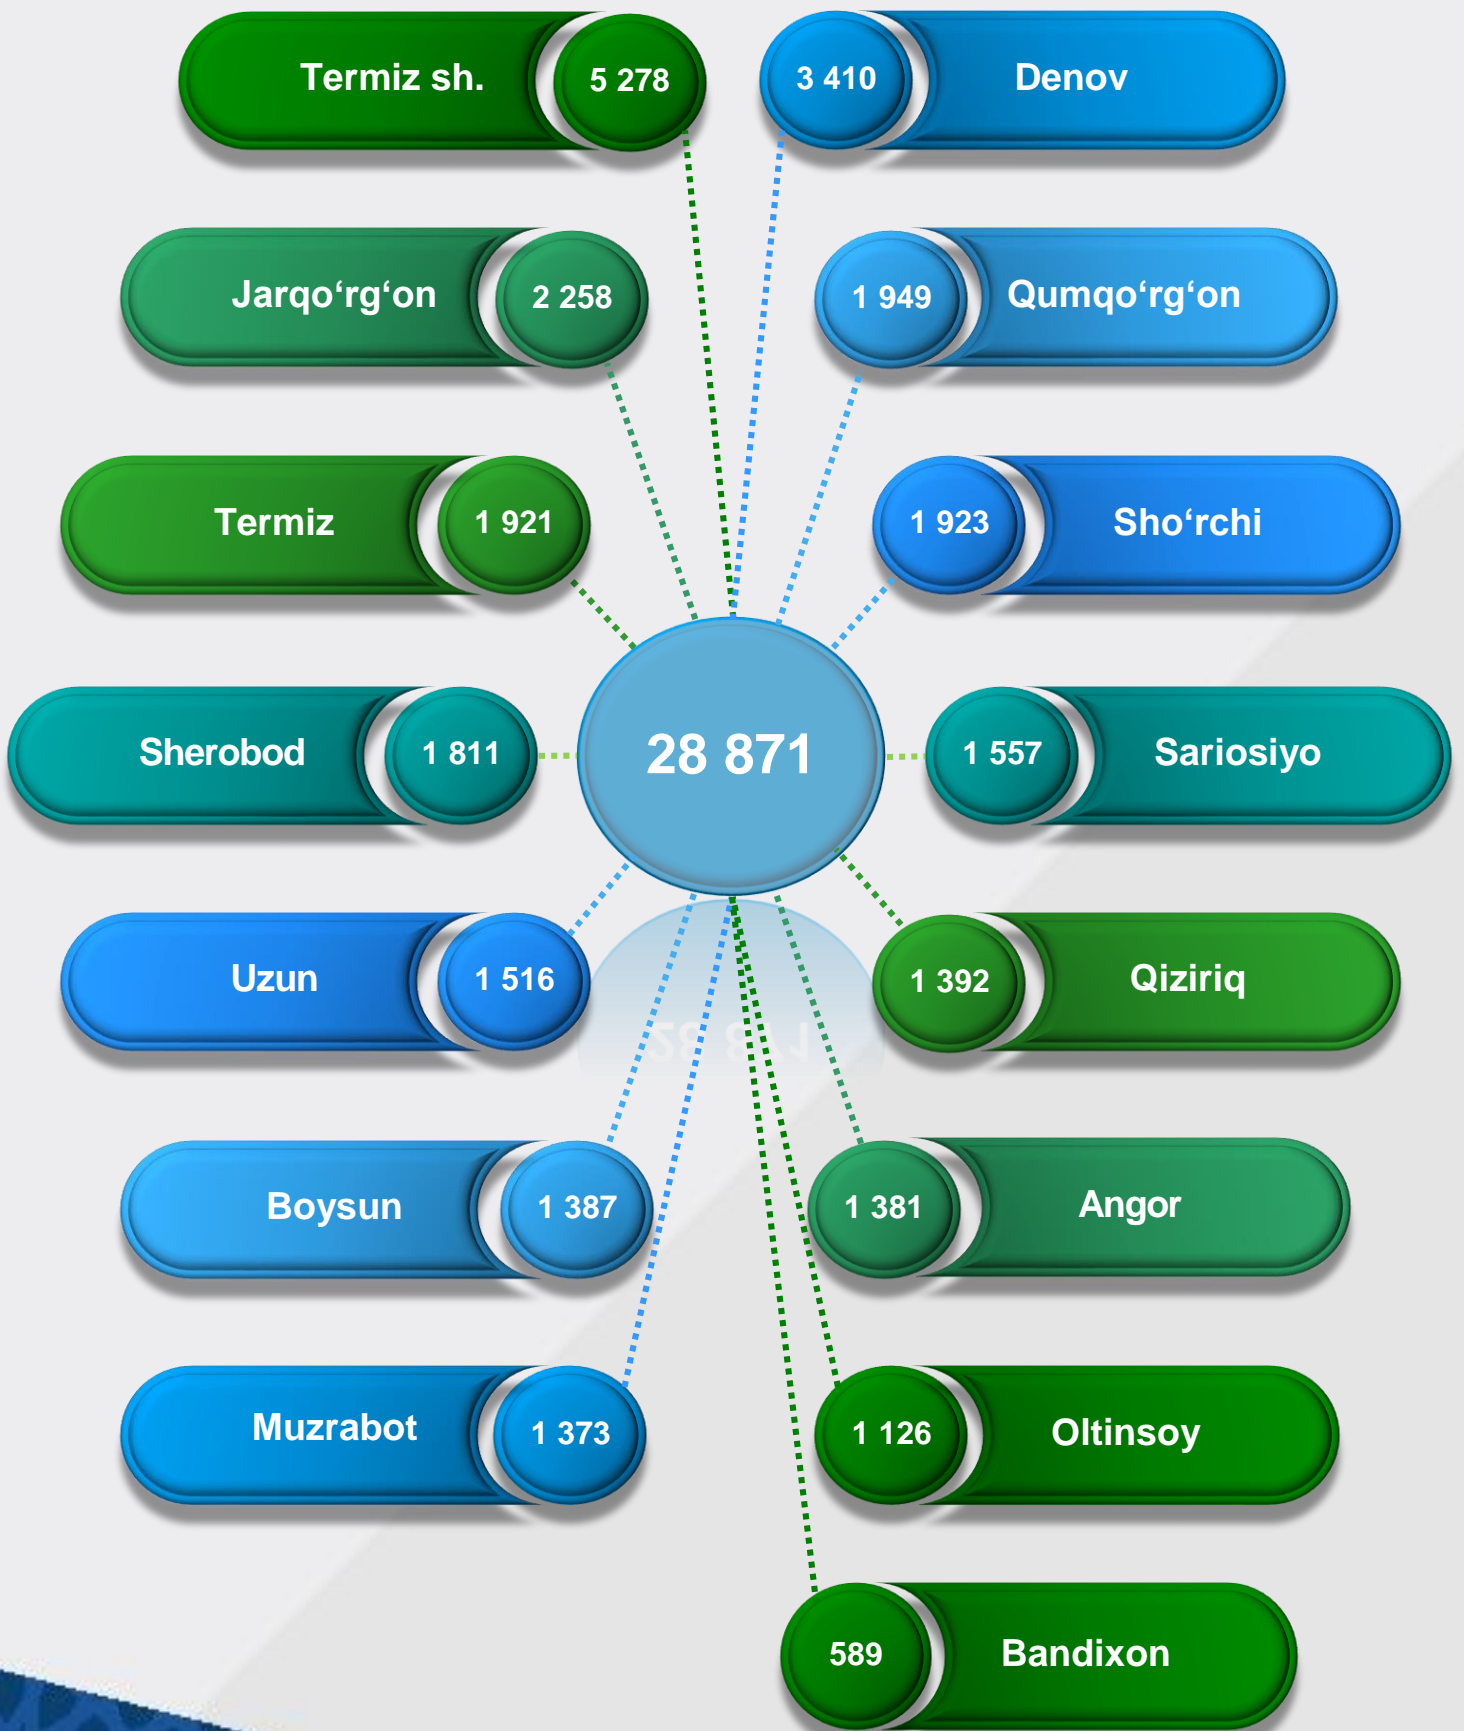 Termiz sh. 5 278
3 410 Denov
Jarqo‘rg‘on 2 258
1 949 Qumqo‘rg‘on
Termiz 1 921
1 923 Sho‘rchi
Sherobod 1 811
28 871
1 557 Sariosiyo
Uzun 1 516
1 392 Qiziriq
Boysun 1 387
1 381 Angor
Muzrabot 1 373
1 126 Oltinsoy
589 Bandixon